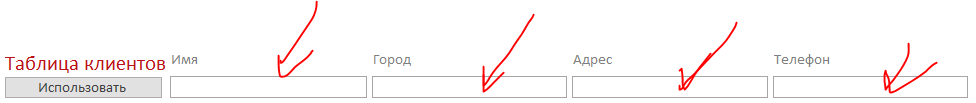 Таблица клиентов
Имя
Город
Адрес
Телефон
Использовать